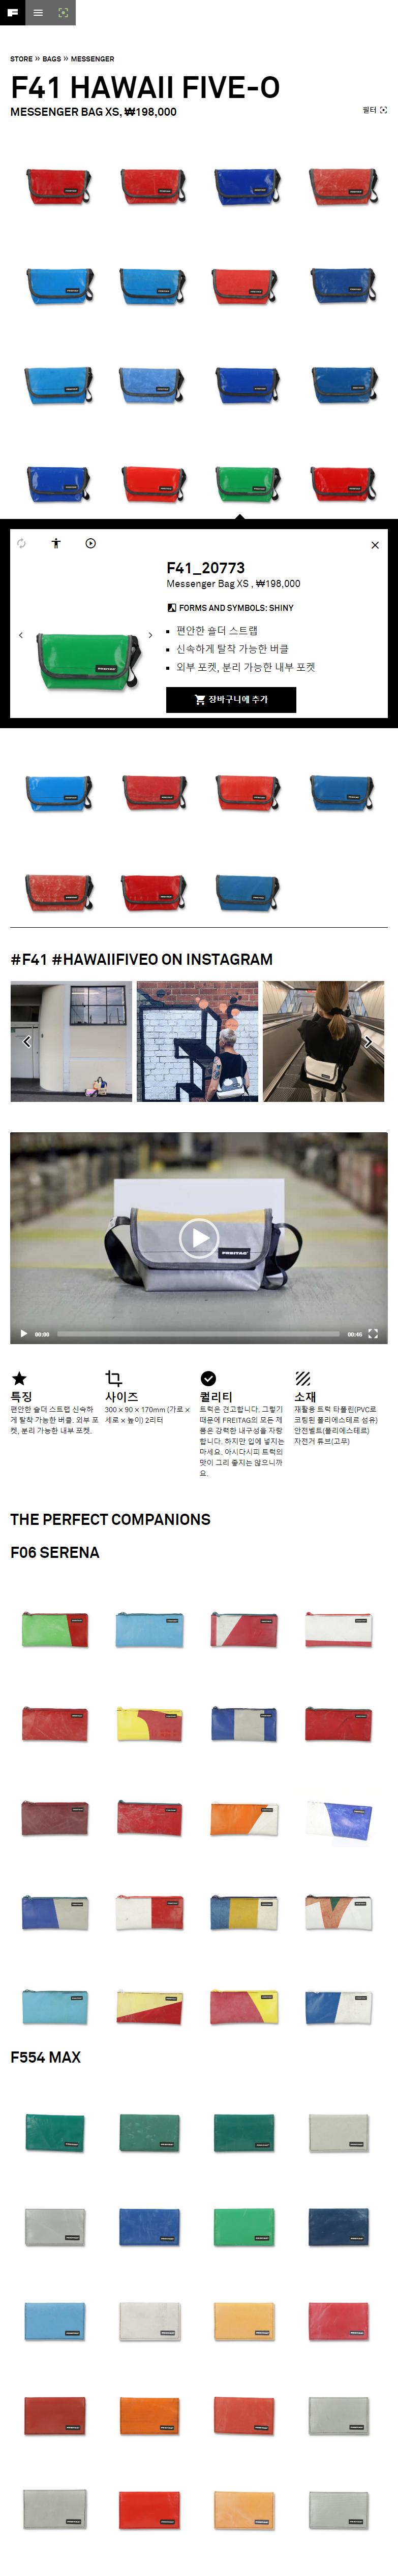 STORE » BAGS » MESSENGER
F41 HAWAII FIVE-O
MESSENGER BAG XS, ₩198,000
필터
F41_20773
Messenger Bag XS , ₩198,000
FORMS AND SYMBOLS: SHINY
편안한 숄더 스트랩
신속하게 탈착 가능한 버클
외부 포켓, 분리 가능한 내부 포켓
FREITAG
장바구니에 추가
#F41 #HAWAIIFIVEO ON INSTAGRAM
FREITAG
00:00
00:46
특징
편안한 숄더 스트랩 신속하
게 탈착 가능한 버클. 외부 포
켓, 분리 가능한 내부 포켓.
사이즈
300 × 90 × 170mm (가로 ×
세로 × 높이) 2리터
퀄리티
트럭은 견고합니다. 그렇기
때문에 FREITAG의 모든 제
품은 강력한 내구성을 자랑
합니다. 하지만 입에 넣지는
마세요. 아시다시피 트럭의
맛이 그리 좋지는 않으니까
요.
소재
재활용 트럭 타폴린(PVC로
코팅된 폴리에스테르 섬유)
안전벨트(폴리에스테르)
자전거 튜브(고무)
THE PERFECT COMPANIONS
F06 SERENA
F554 MAX